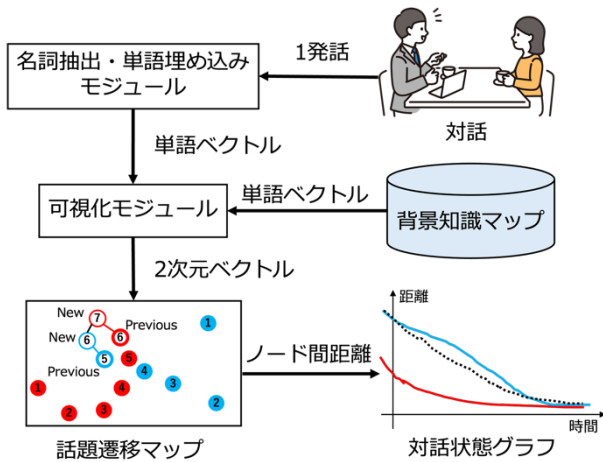 名詞抽出・単語埋め込み
モジュール
1発話
対話
単語ベクトル
可視化モジュール
単語ベクトル
背景知識マップ
2次元ベクトル
New
7
New
6
6
Previous
5
5
Previous
1
4
3
2
1
2
3
4
話題遷移マップ
ノード間距離
距離
時間
対話状態グラフ